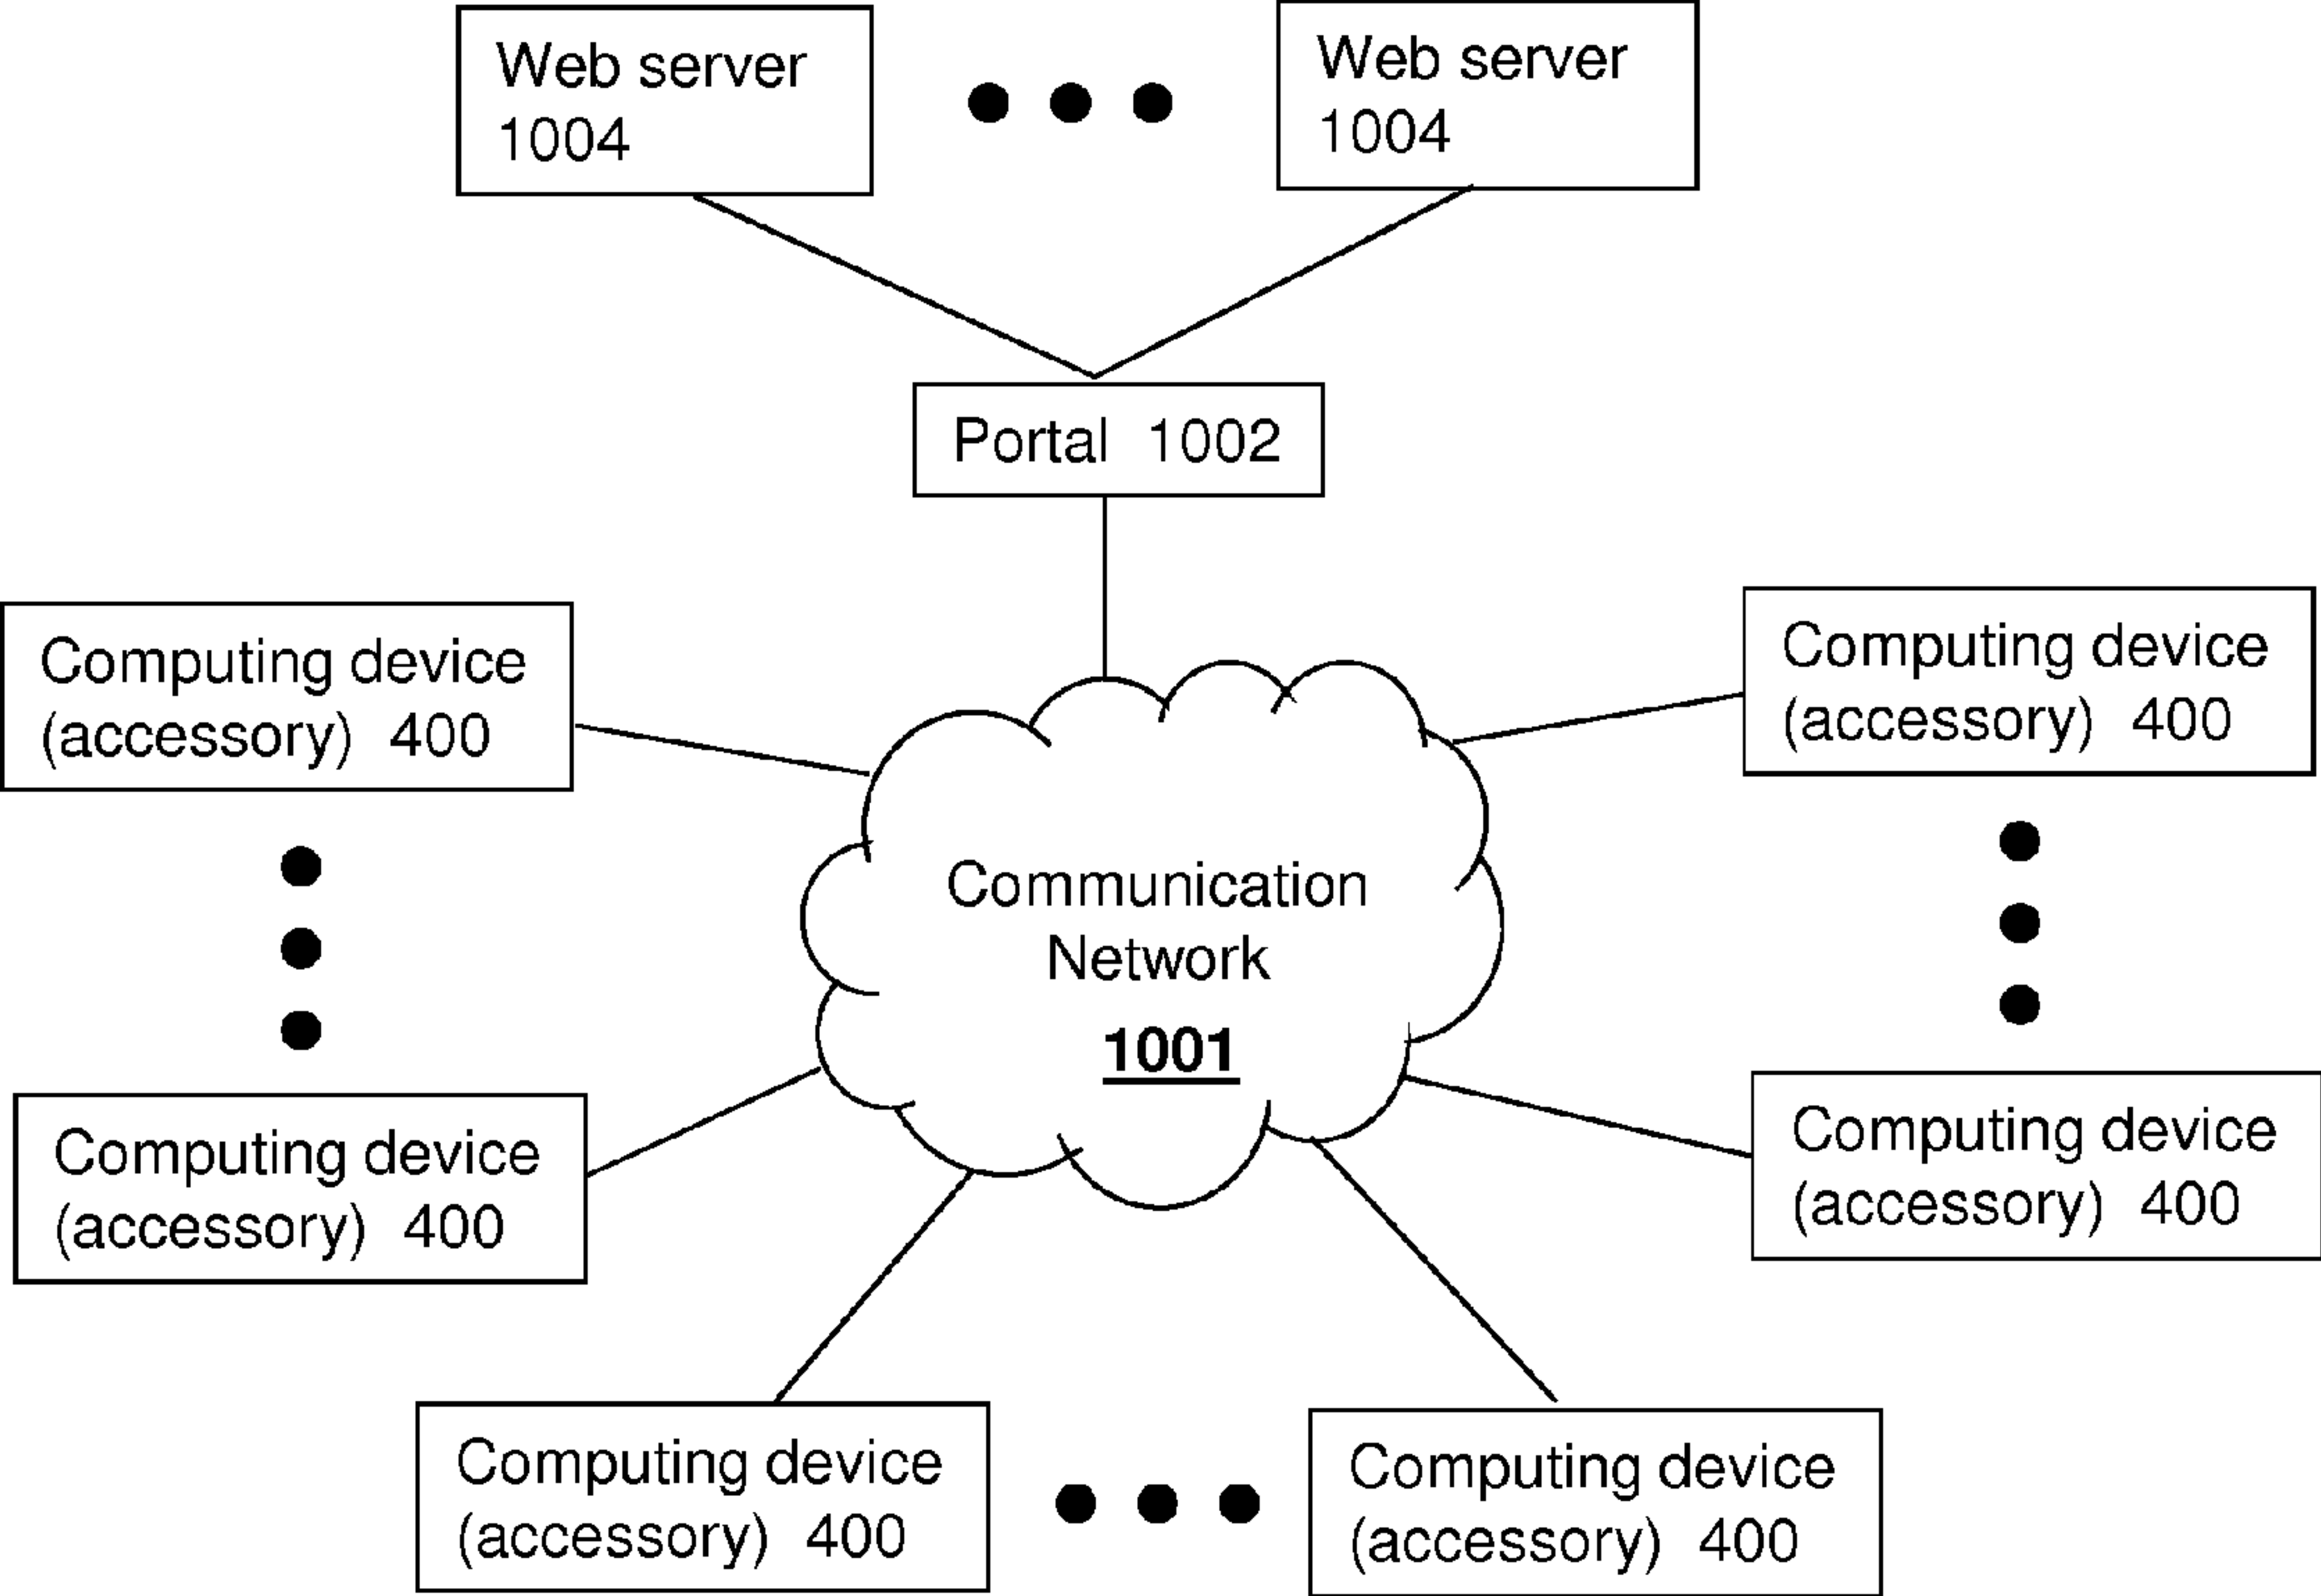 Web server
1004
Web server
1004
Portal 1002
Computing device
(accessory) 400
Computing device
(accessory) 400
Communication
Network
1001
Computing device
(accessory) 400
Computing device
(accessory) 400
Computing device
(accessory) 400
Computing device
(accessory) 400